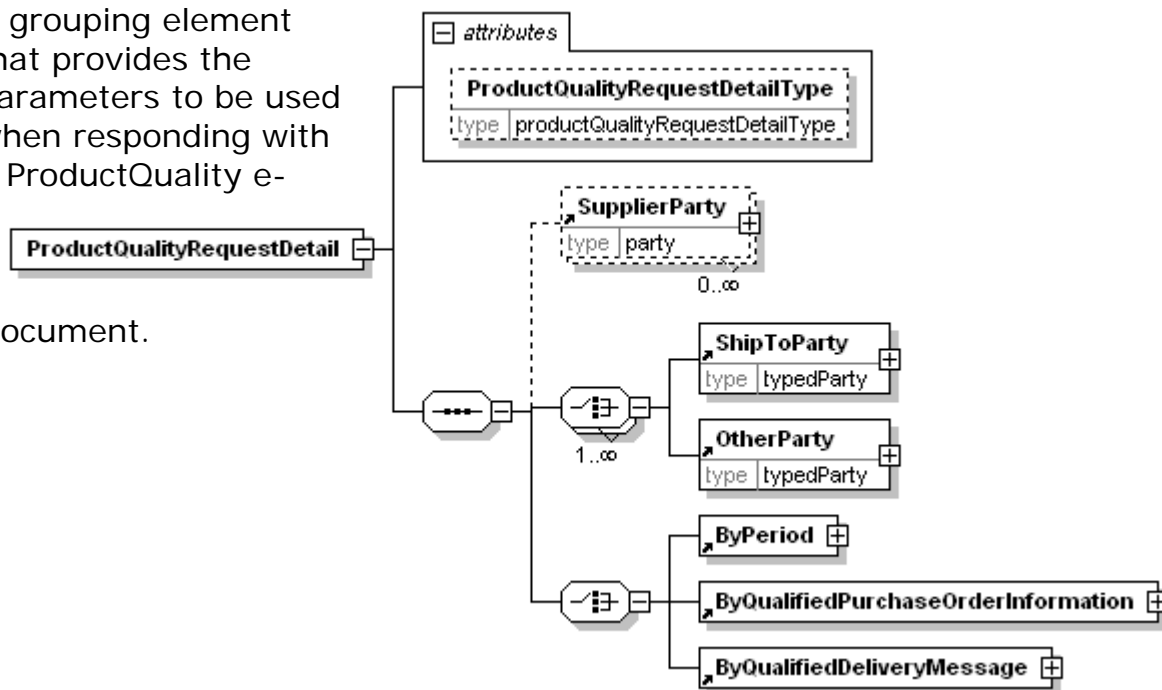 grouping element
hat provides the
arameters to be used
when responding with
ProductQuality e-
ocument.
ProductQualityRequestDetail
attributes
ProductQualityRequestDetailType
type productQualityRequestDetailType
SupplierParty
type party
0..∞
1..∞
ShipToParty
type typedParty
OtherParty
type typedParty
ByPeriod
ByQualifiedPurchaseOrderInformation
ByQualifiedDeliveryMessage